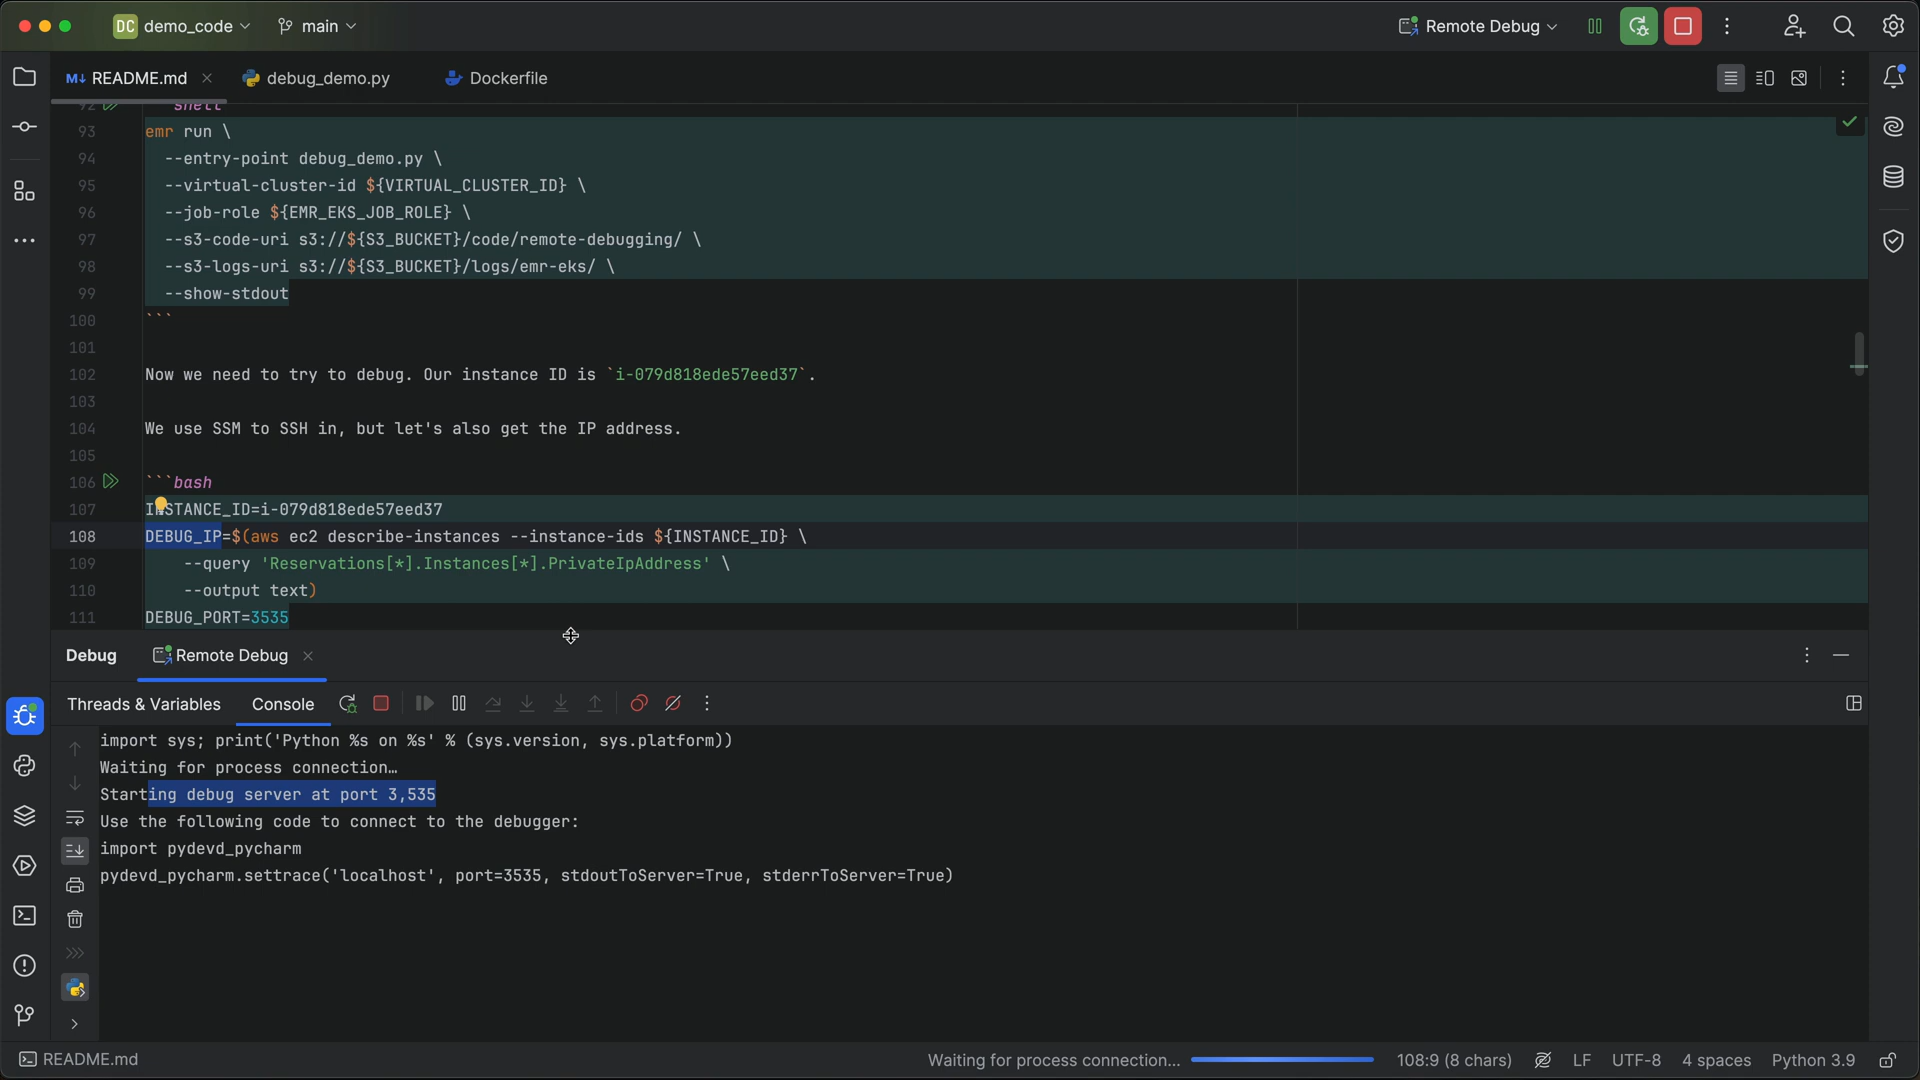 DC demo_code main Remote Debug
M↓ README.md debug_demo.py Dockerfile
92 ```shell
93 emr run \
94 --entry-point debug_demo.py \
95 --virtual-cluster-id ${VIRTUAL_CLUSTER_ID} \
96 --job-role ${EMR_EKS_JOB_ROLE} \
97 --s3-code-uri s3://${S3_BUCKET}/code/remote-debugging/ \
98 --s3-logs-uri s3://${S3_BUCKET}/logs/emr-eks/ \
99 --show-stdout
100 ```
101
102 Now we need to try to debug. Our instance ID is `i-079d818ede57eed37`.
103
104 We use SSM to SSH in, but let's also get the IP address.
105
106 ```bash
107 INSTANCE_ID=i-079d818ede57eed37
108 DEBUG_IP=$(aws ec2 describe-instances --instance-ids ${INSTANCE_ID} \
109 --query 'Reservations[*].Instances[*].PrivateIpAddress' \
110 --output text)
111 DEBUG_PORT=3535
Debug Remote Debug
Threads & Variables Console
import sys; print('Python %s on %s' % (sys.version, sys.platform))
Waiting for process connection…
Starting debug server at port 3,535
Use the following code to connect to the debugger:
import pydevd_pycharm
pydevd_pycharm.settrace('localhost', port=3535, stdoutToServer=True, stderrToServer=True)
README.md Waiting for process connection... 108:9 (8 chars) LF UTF-8 4 spaces Python 3.9